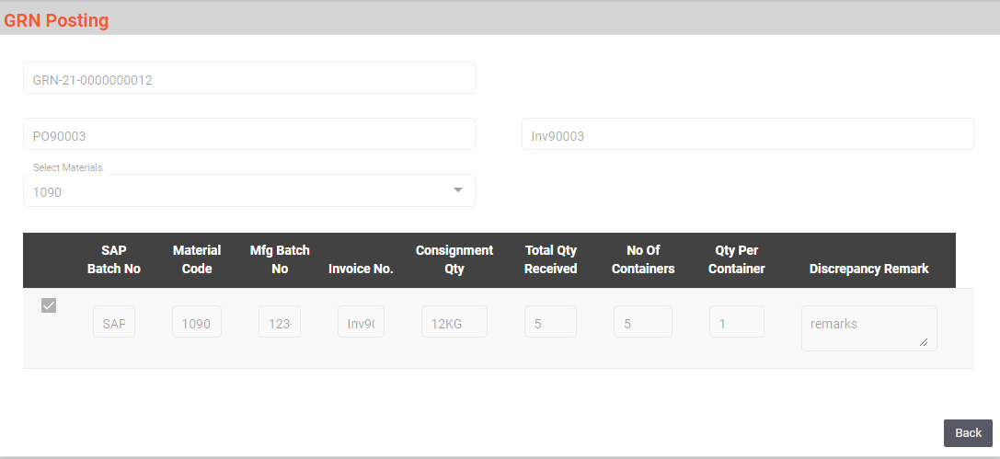 GRN Posting
GRN-21-0000000012
PO90003 Inv90003
Select Materials
1090
SAP Batch No Material Code Mfg Batch No Invoice No. Consignment Qty Total Qty Received No Of Containers Qty Per Container Discrepancy Remark
SAF 1090 123- Inv90 12KG 5 5 1 remarks
Back